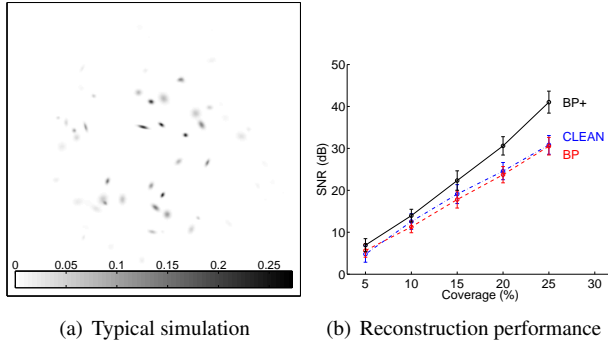 0 0.05 0.1 0.15 0.2 0.25
(a) Typical simulation
50
40
30
20
10
0
SNR (dB)
5 10 15 20 25 30
Coverage (%)
BP+
CLEAN
BP
(b) Reconstruction performance